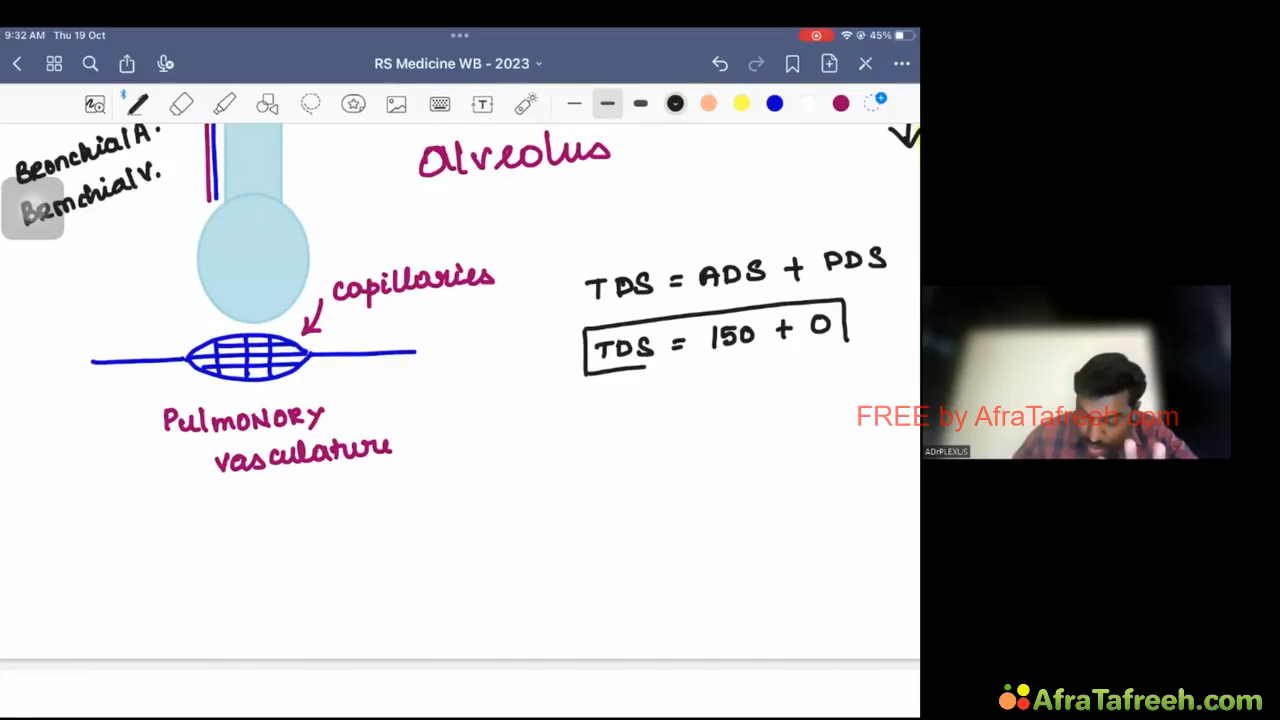 9:32 AM Thu 19 Oct
45%
RS Medicine WB - 2023
T
Bronchial A.
Bronchial V.
Alveolus
capillaries
TDS = ADS + PDS
TDS = 150 + 0
Pulmonory
vasculature
FREE by AfraTafreeh.com
ADrPLEXUS
AfraTafreeh.com